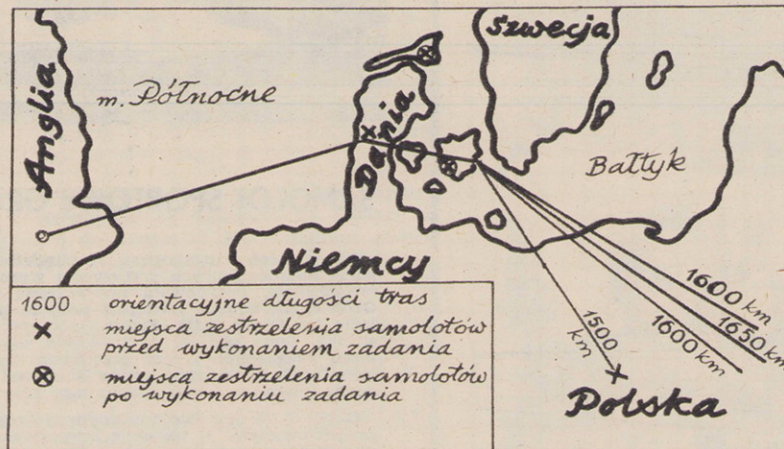 Szwecja
m. Północne
Anglia
Dania
Bałtyk
Niemcy
1600 km
1650 km
1600 km
1500 km
Polska
1600 orientacyjne długości tras
x miejsca zestrzelenia samolotów
przed wykonaniem zadania
⊗ miejsca zestrzelenia samolotów
po wykonaniu zadania